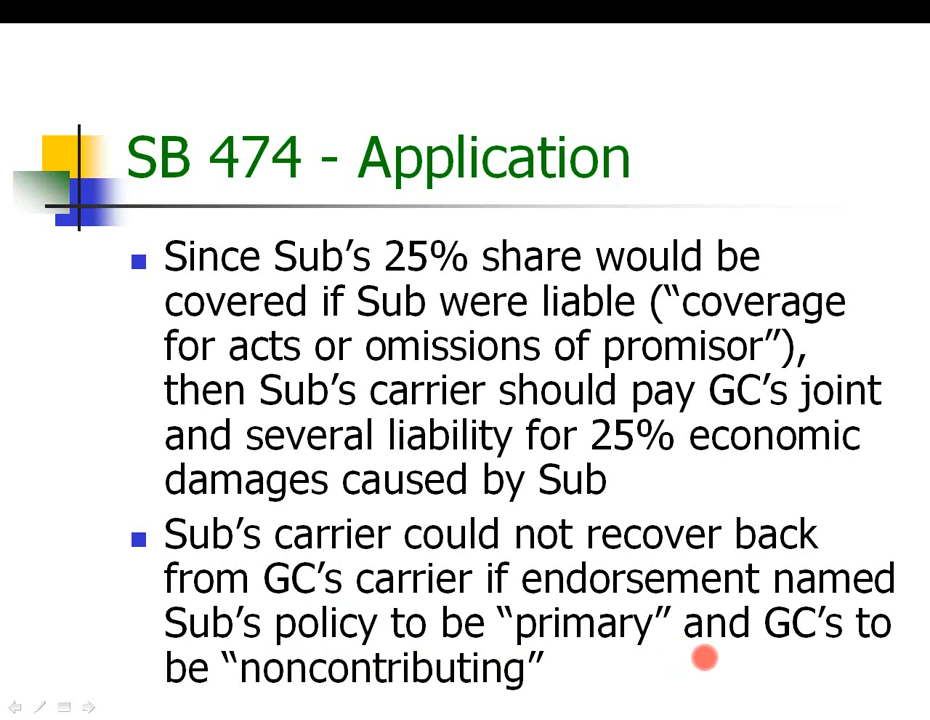 SB 474 - Application
Since Sub’s 25% share would be
covered if Sub were liable (“coverage
for acts or omissions of promisor”),
then Sub’s carrier should pay GC’s joint
and several liability for 25% economic
damages caused by Sub
Sub’s carrier could not recover back
from GC’s carrier if endorsement named
Sub’s policy to be “primary” and GC’s to
be “noncontributing”